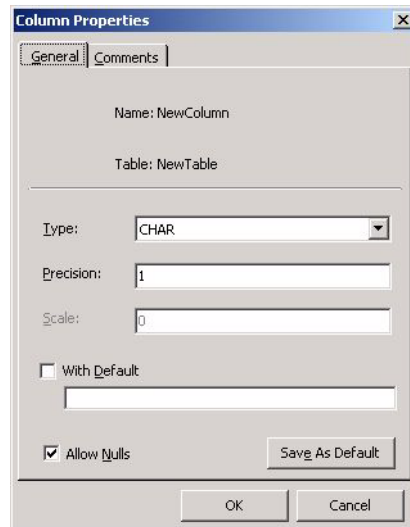 Column Properties
General Comments
Name: NewColumn
Table: NewTable
Type: CHAR
Precision: 1
Scale: 0
With Default
Allow Nulls Save As Default
OK Cancel